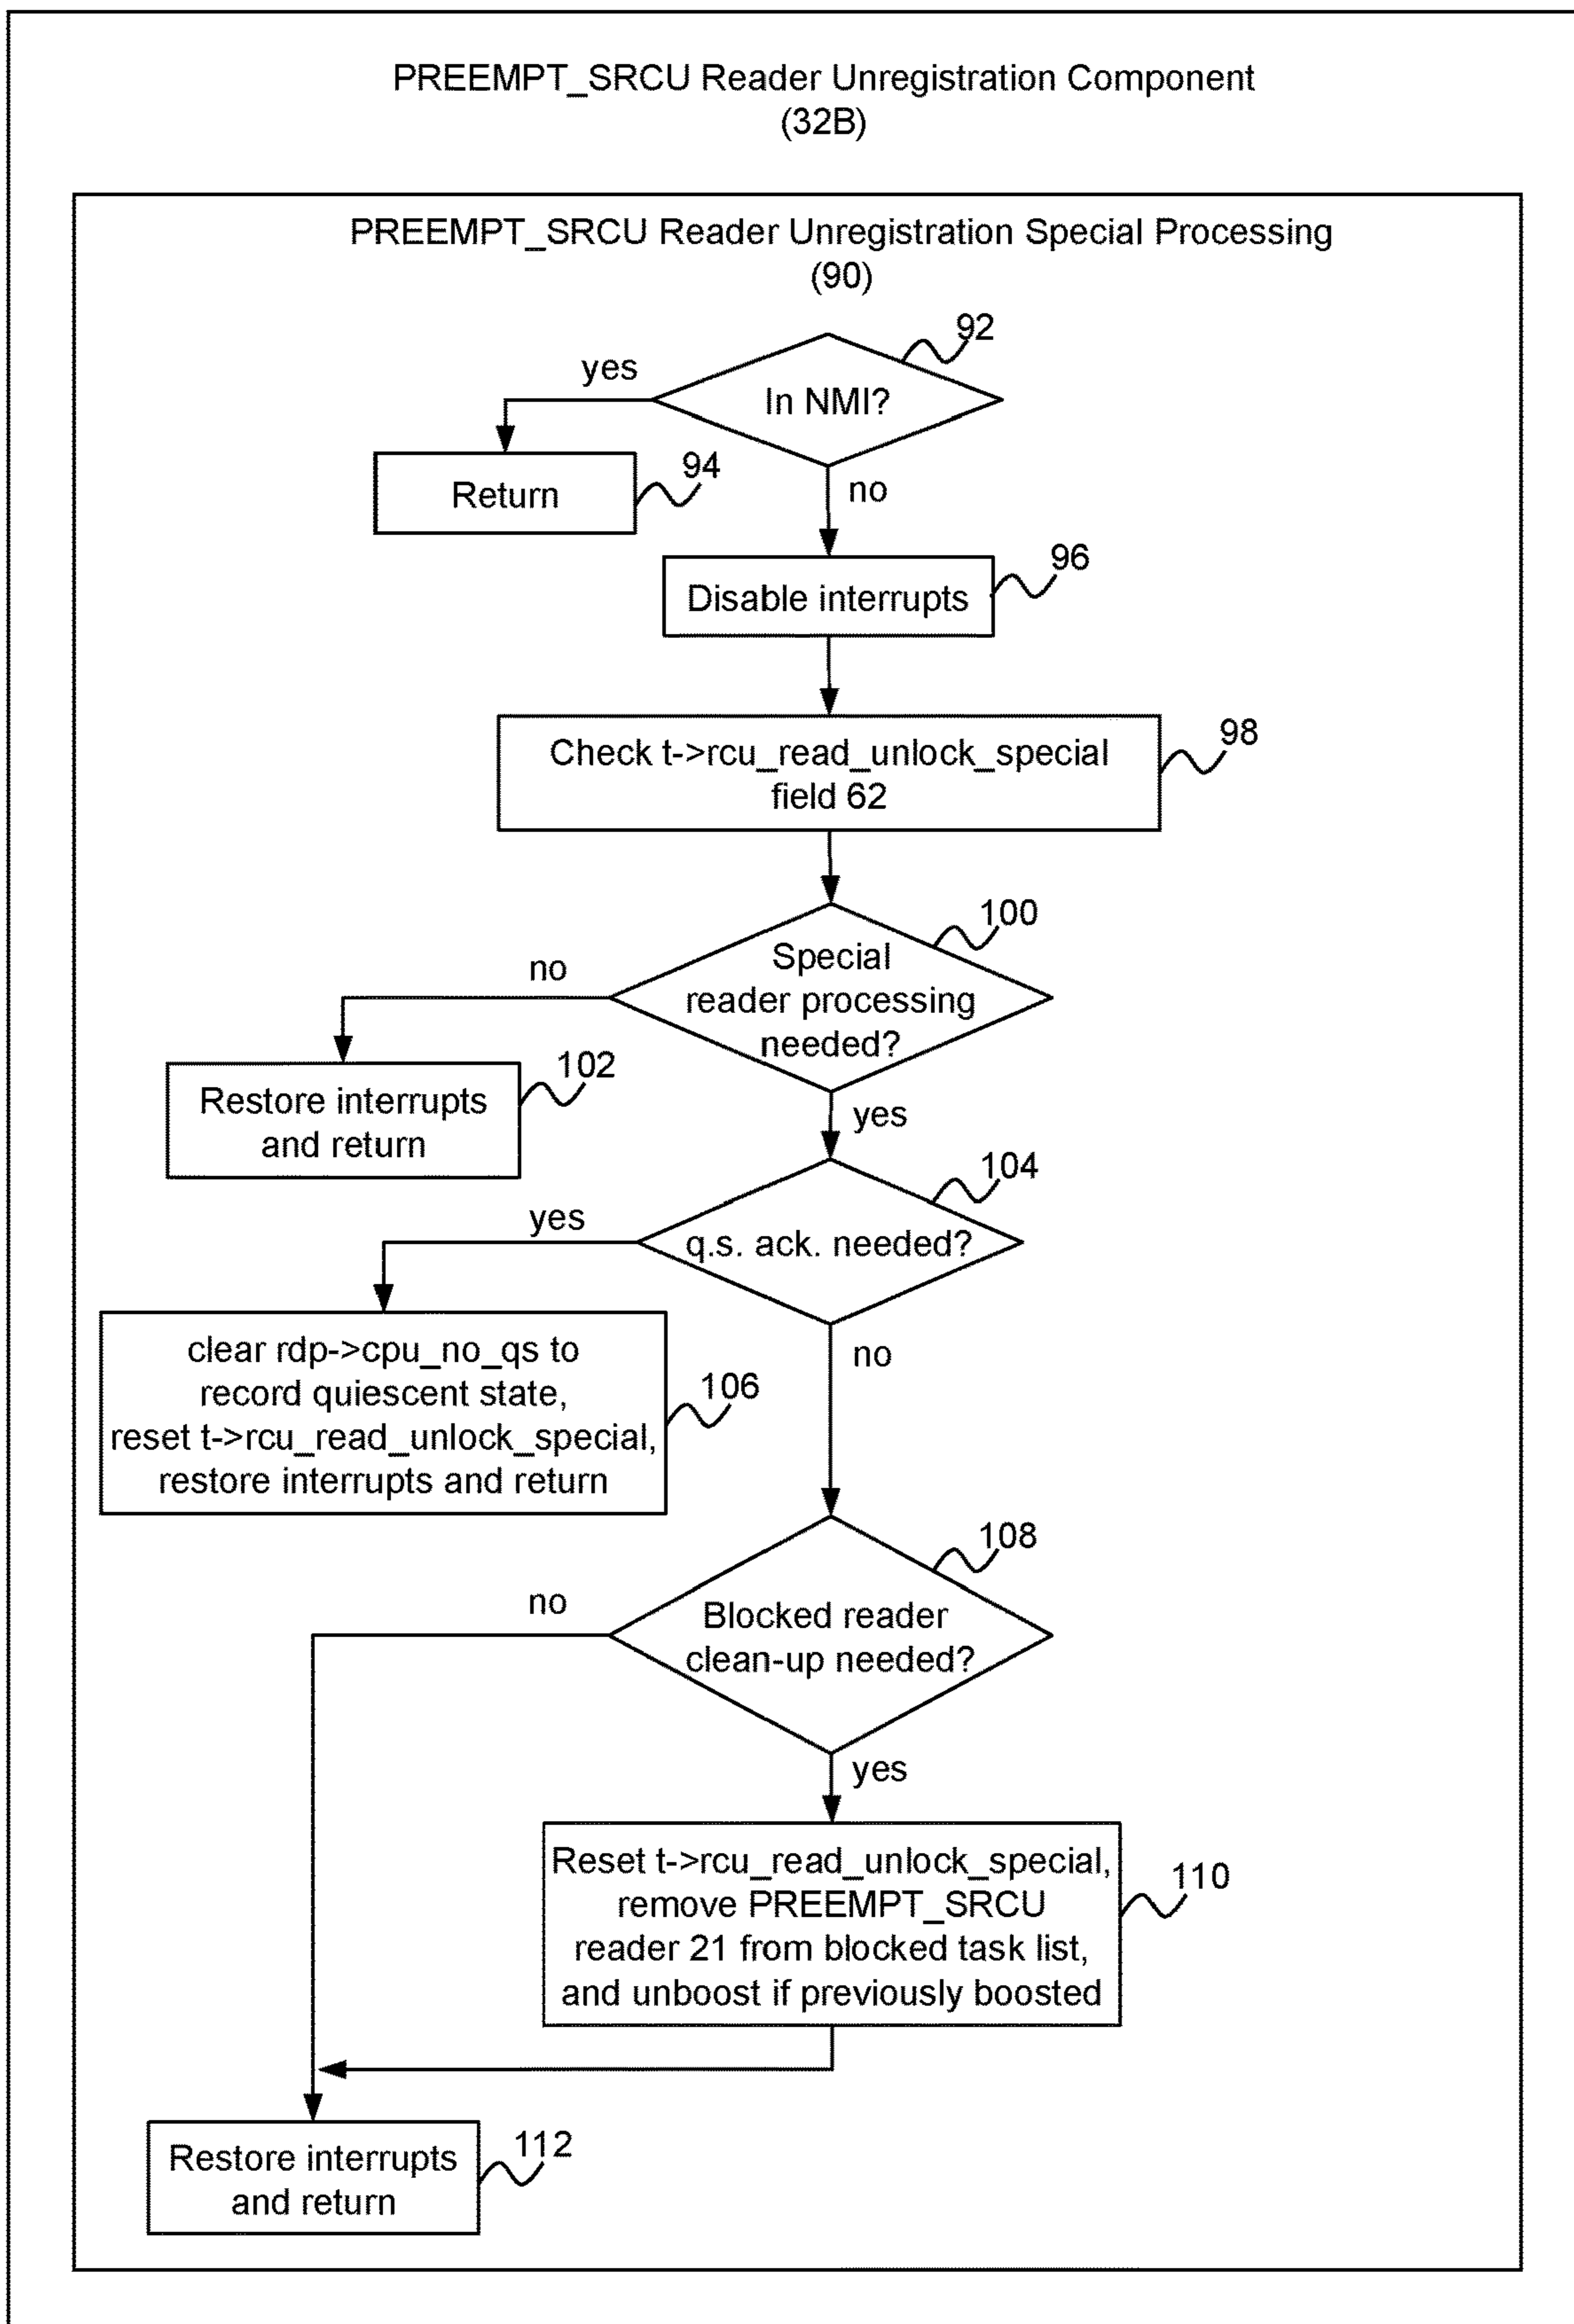 PREEMPT_SRCU Reader Unregistration Component
(32B)
PREEMPT_SRCU Reader Unregistration Special Processing
(90)
92
yes
In NMI?
94
Return
no
96
Disable interrupts
98
Check t->rcu_read_unlock_special
field 62
100
Special
no
reader processing
needed?
102
Restore interrupts
and return
yes
104
yes
q.s. ack. needed?
clear rdp->cpu_no_qs to
no
record quiescent state,
106
reset t->rcu_read_unlock_special,
restore interrupts and return
108
no
Blocked reader
clean-up needed?
yes
Reset t->rcu_read_unlock_special,
110
remove PREEMPT_SRCU
reader 21 from blocked task list,
and unboost if previously boosted
112
Restore interrupts
and return